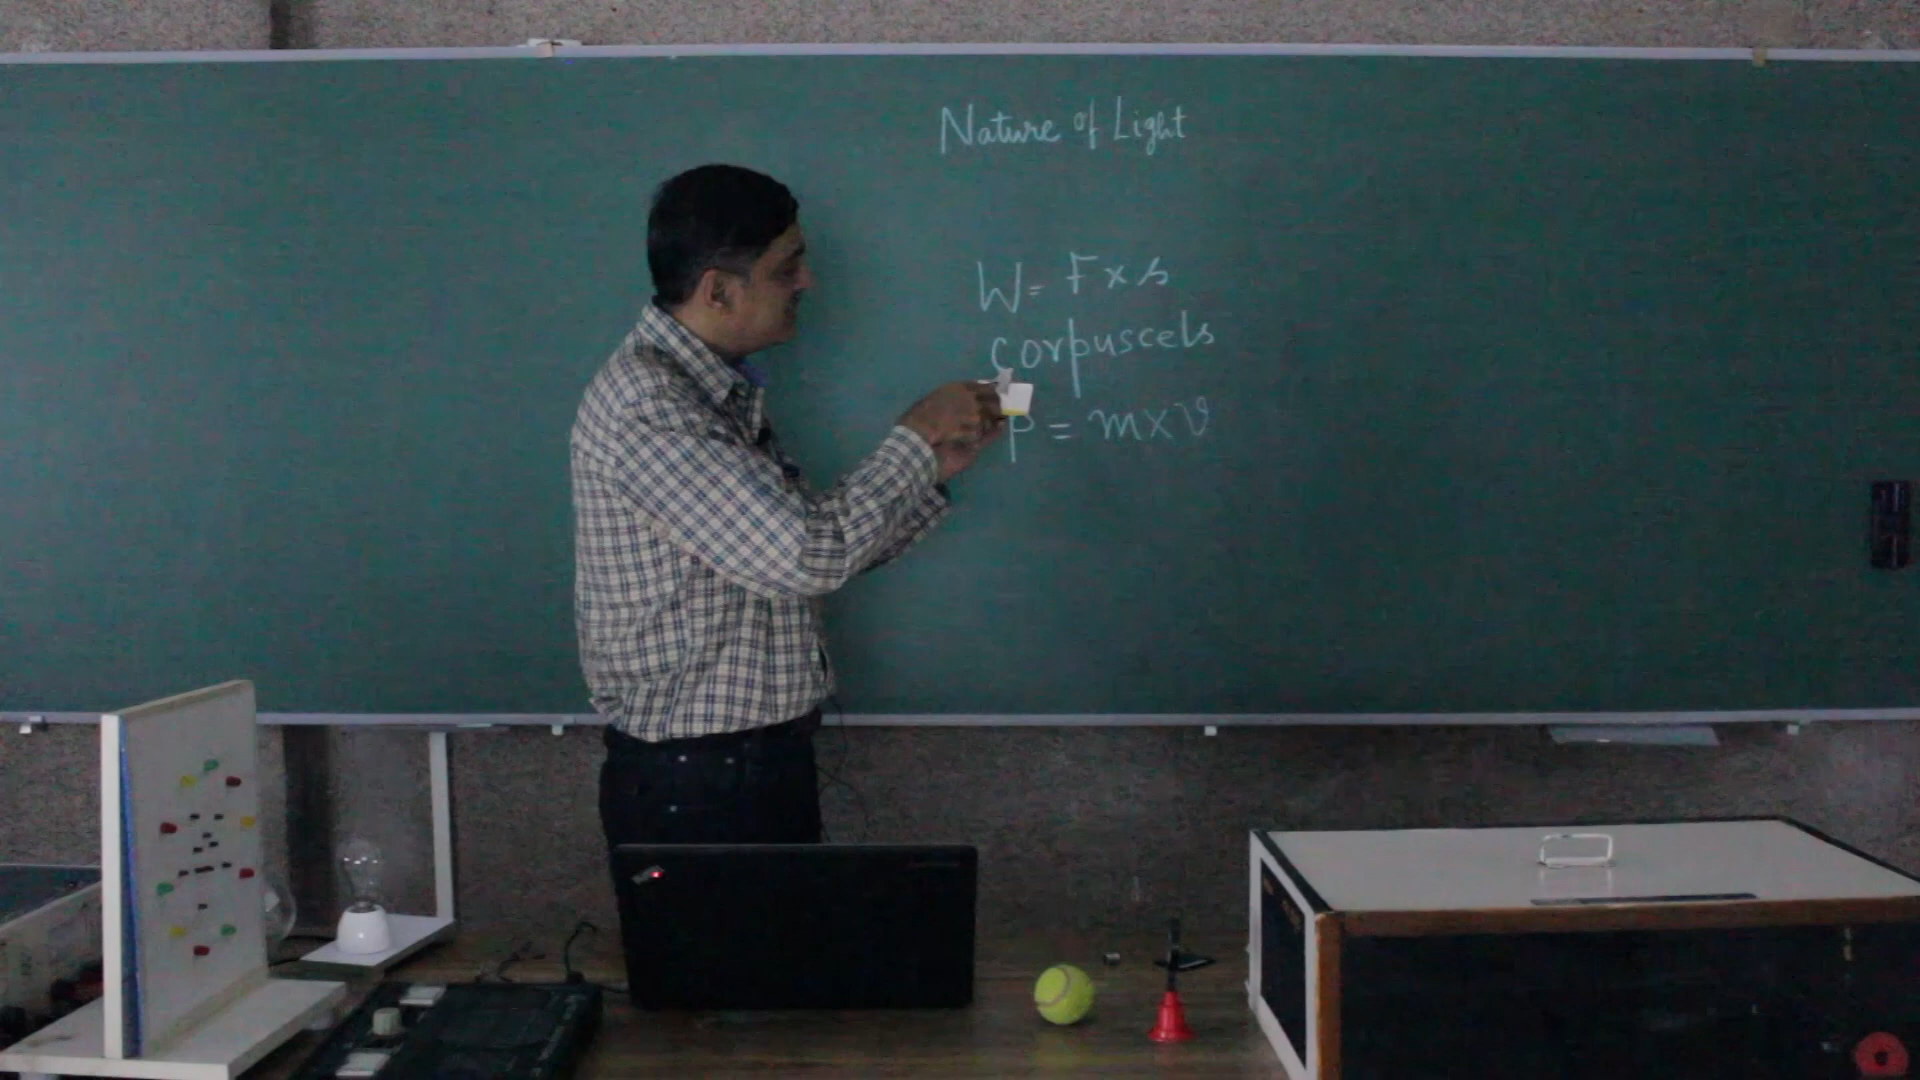 Nature of Light
W = F x s
corpuscels
p = m x v